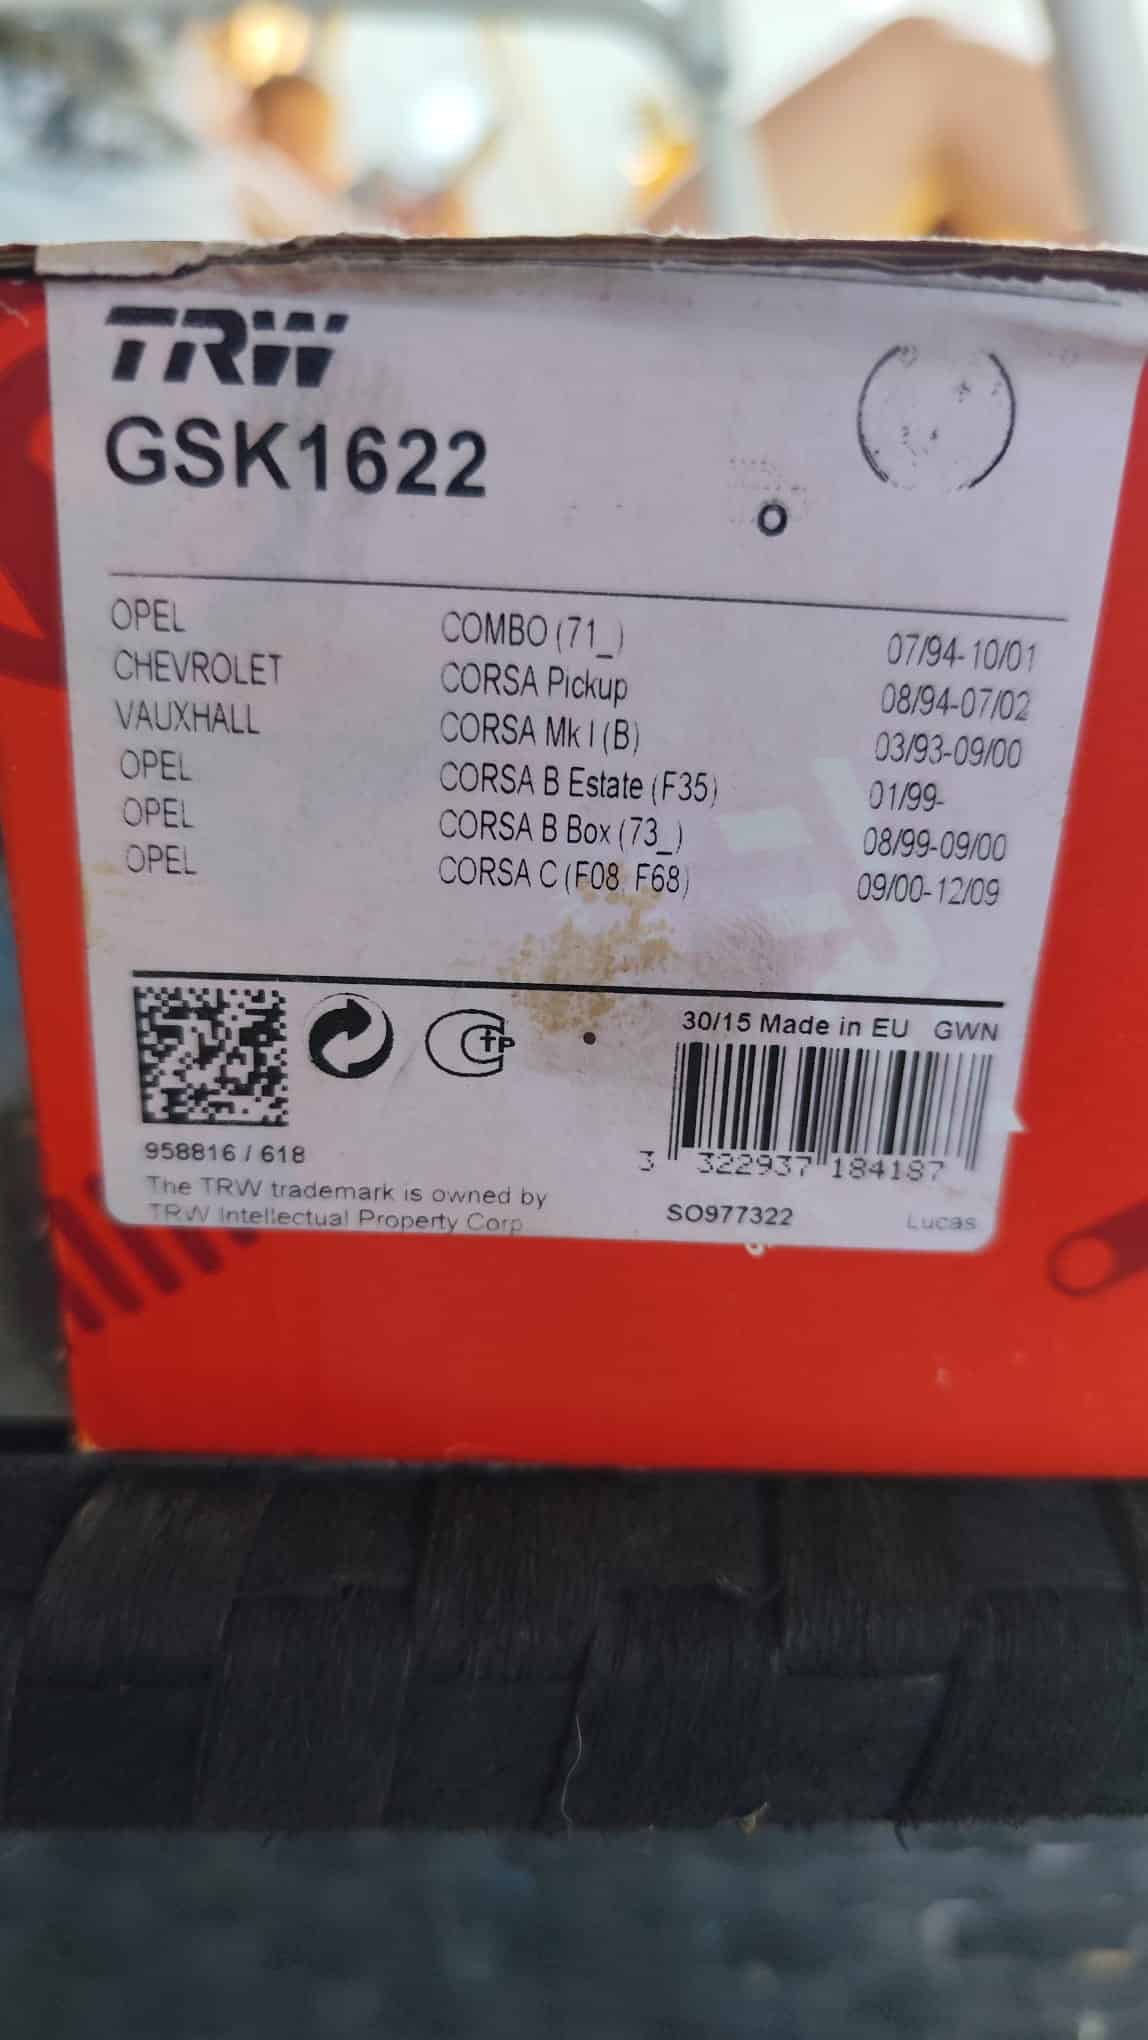 TRW
GSK1622
O
OPEL COMBO (71_) 07/94-10/01
CHEVROLET CORSA Pickup 08/94-07/02
VAUXHALL CORSA Mk I (B) 03/93-09/00
OPEL CORSA B Estate (F35) 01/99-
OPEL CORSA B Box (73_) 08/99-09/00
OPEL CORSA C (F08, F68) 09/00-12/09
30/15 Made in EU GWN
958816 / 618
3 322937 184187
The TRW trademark is owned by
TRW Intellectual Property Corp.
SO977322 Lucas